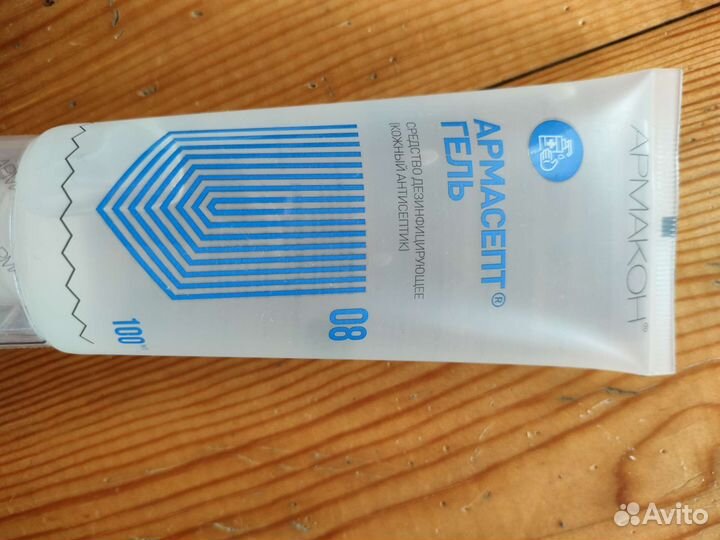 АРМАКОН®
АРМАСЕПТ®
ГЕЛЬ
СРЕДСТВО ДЕЗИНФИЦИРУЮЩЕЕ
(КОЖНЫЙ АНТИСЕПТИК)
08
100
Avito